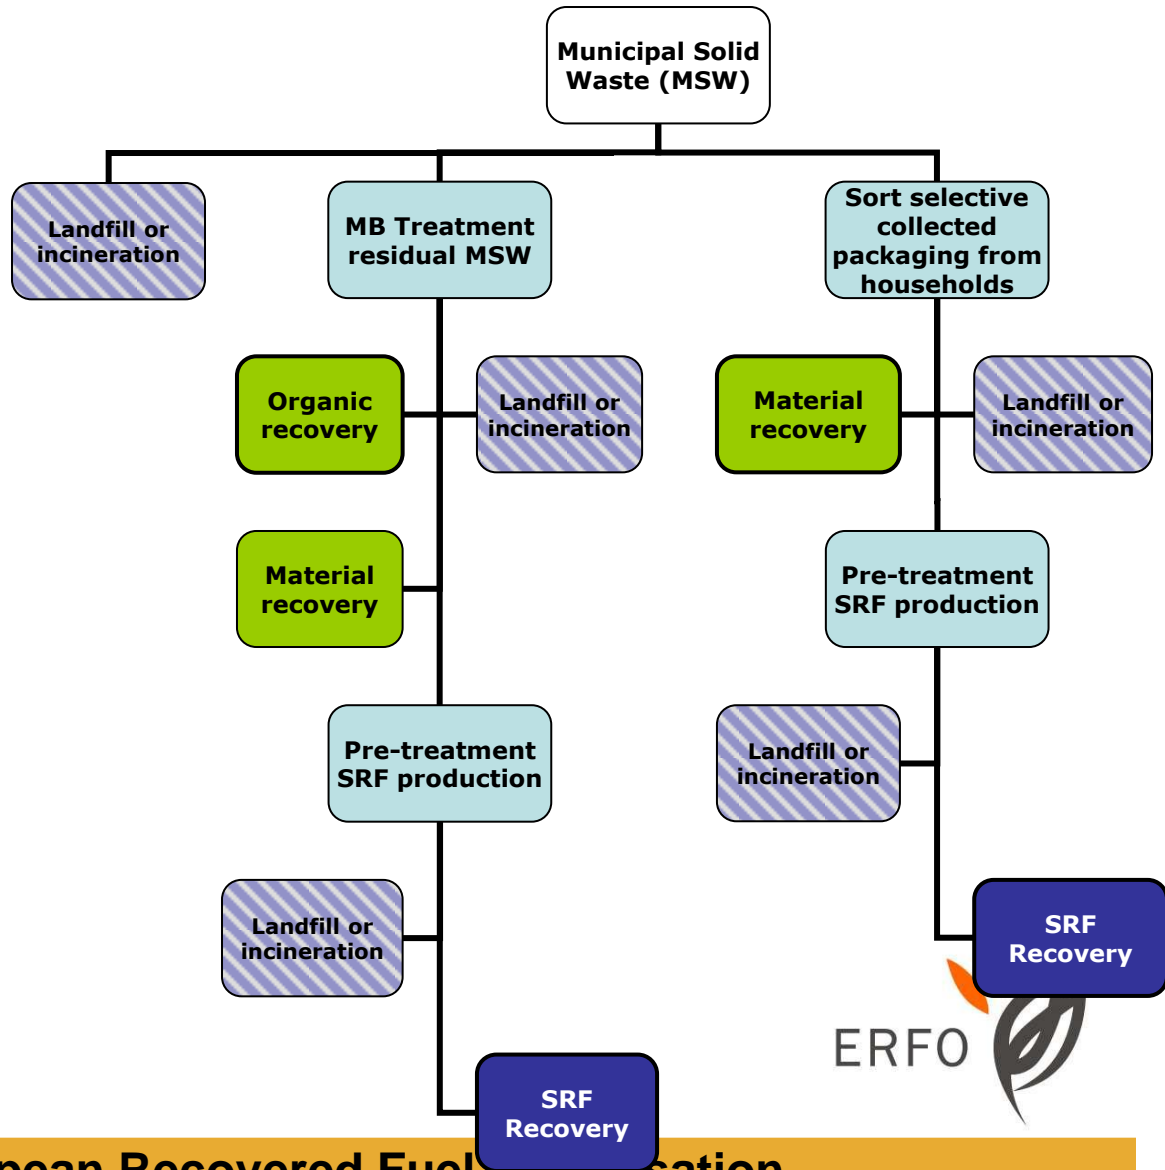 Municipal Solid
Waste (MSW)
Landfill or
incineration
MB Treatment
residual MSW
Sort selective
collected
packaging from
households
Organic
recovery
Landfill or
incineration
Material
recovery
Landfill or
incineration
Material
recovery
Pre-treatment
SRF production
Pre-treatment
SRF production
Landfill or
incineration
Landfill or
incineration
SRF
Recovery
ERFO
SRF
Recovery
Recovered Fuel